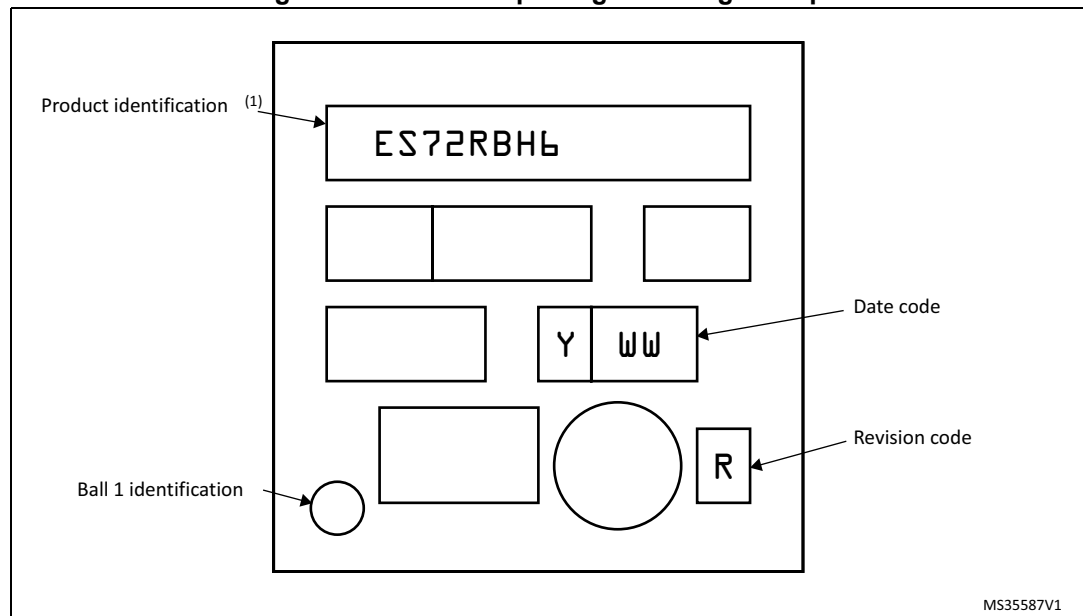 Product identification (1)
ES72RBH6
Date code
Y WW
Revision code
R
Ball 1 identification
MS35587V1